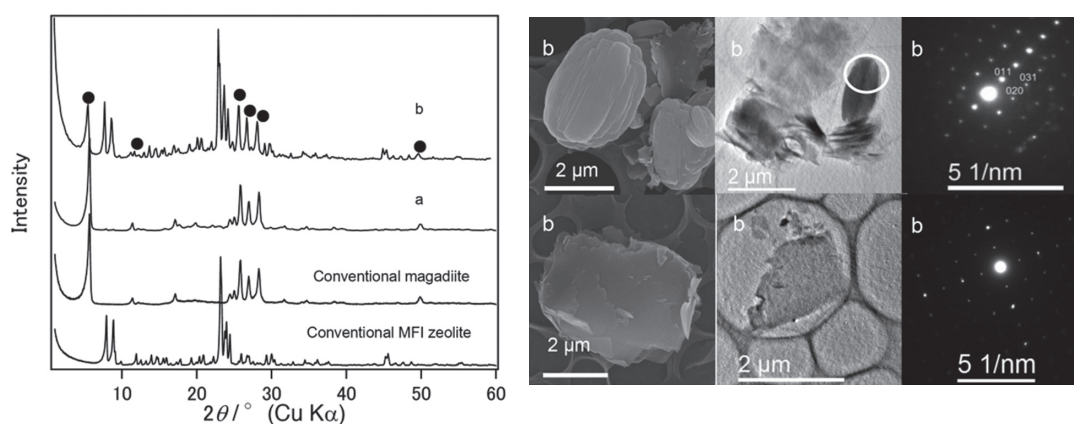 Intensity
b
a
Conventional magadiite
Conventional MFI zeolite
10 20 30 40 50 60
2θ/° (Cu Kα)
b
2 μm
b
2 μm
b
011
031
020
5 1/nm
b
2 μm
b
2 μm
b
5 1/nm